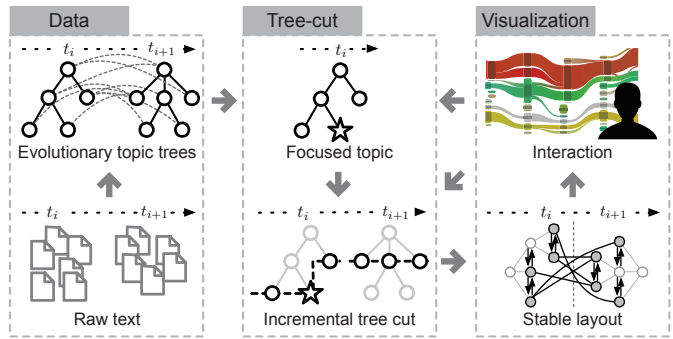 Data
Tree-cut
Visualization
t_i
t_{i+1}
t_i
Evolutionary topic trees
Focused topic
Interaction
t_i
t_{i+1}
t_i
t_{i+1}
t_i
t_{i+1}
Raw text
Incremental tree cut
Stable layout